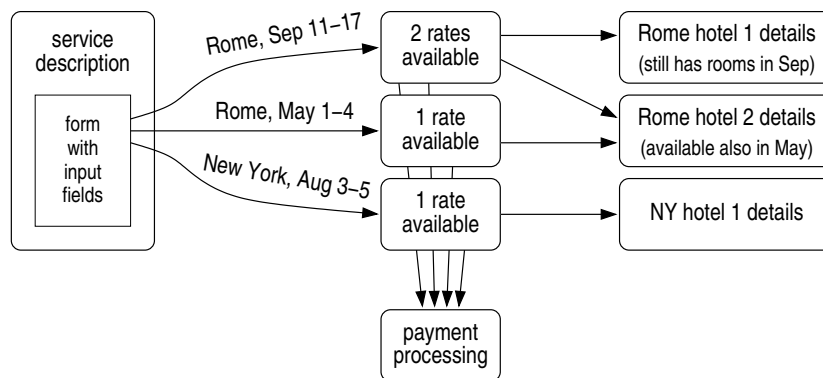 service
description
form
with
input
fields
Rome, Sep 11–17
Rome, May 1–4
New York, Aug 3–5
2 rates
available
1 rate
available
1 rate
available
Rome hotel 1 details
(still has rooms in Sep)
Rome hotel 2 details
(available also in May)
NY hotel 1 details
payment
processing